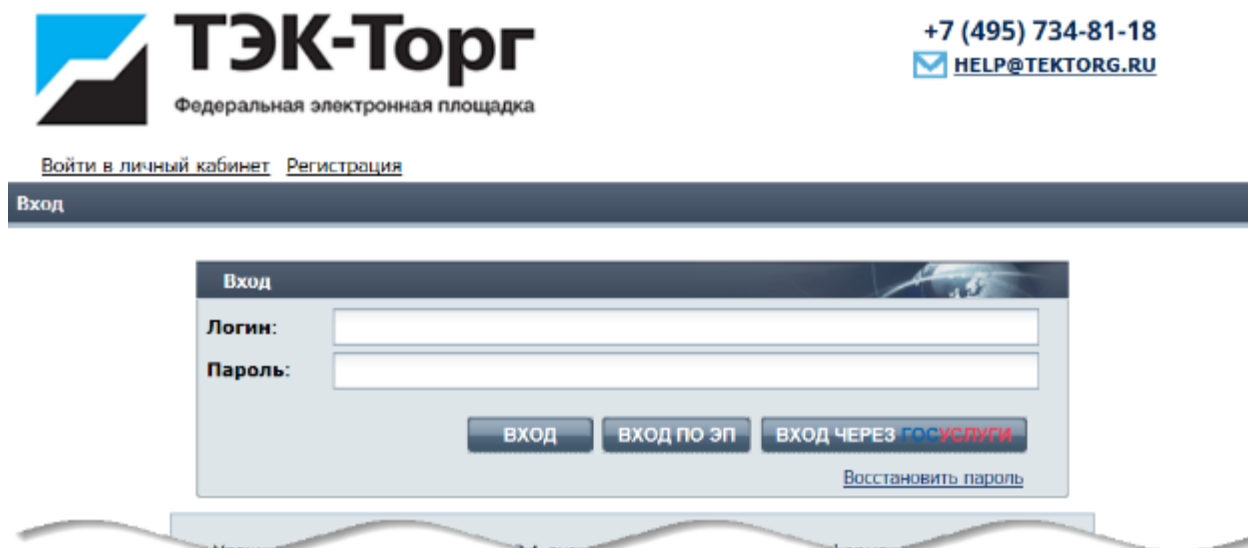 ТЭК-Торг
Федеральная электронная площадка
+7 (495) 734-81-18
HELP@TEKTORG.RU
Войти в личный кабинет Регистрация
Вход
Вход
Логин:
Пароль:
ВХОД ВХОД ПО ЭП ВХОД ЧЕРЕЗ ГОСУСЛУГИ
Восстановить пароль